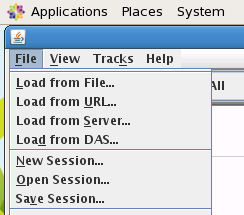 Applications Places System
File View Tracks Help
Load from File...
All
Load from URL...
Load from Server...
Load from DAS...
New Session...
Open Session...
Save Session...